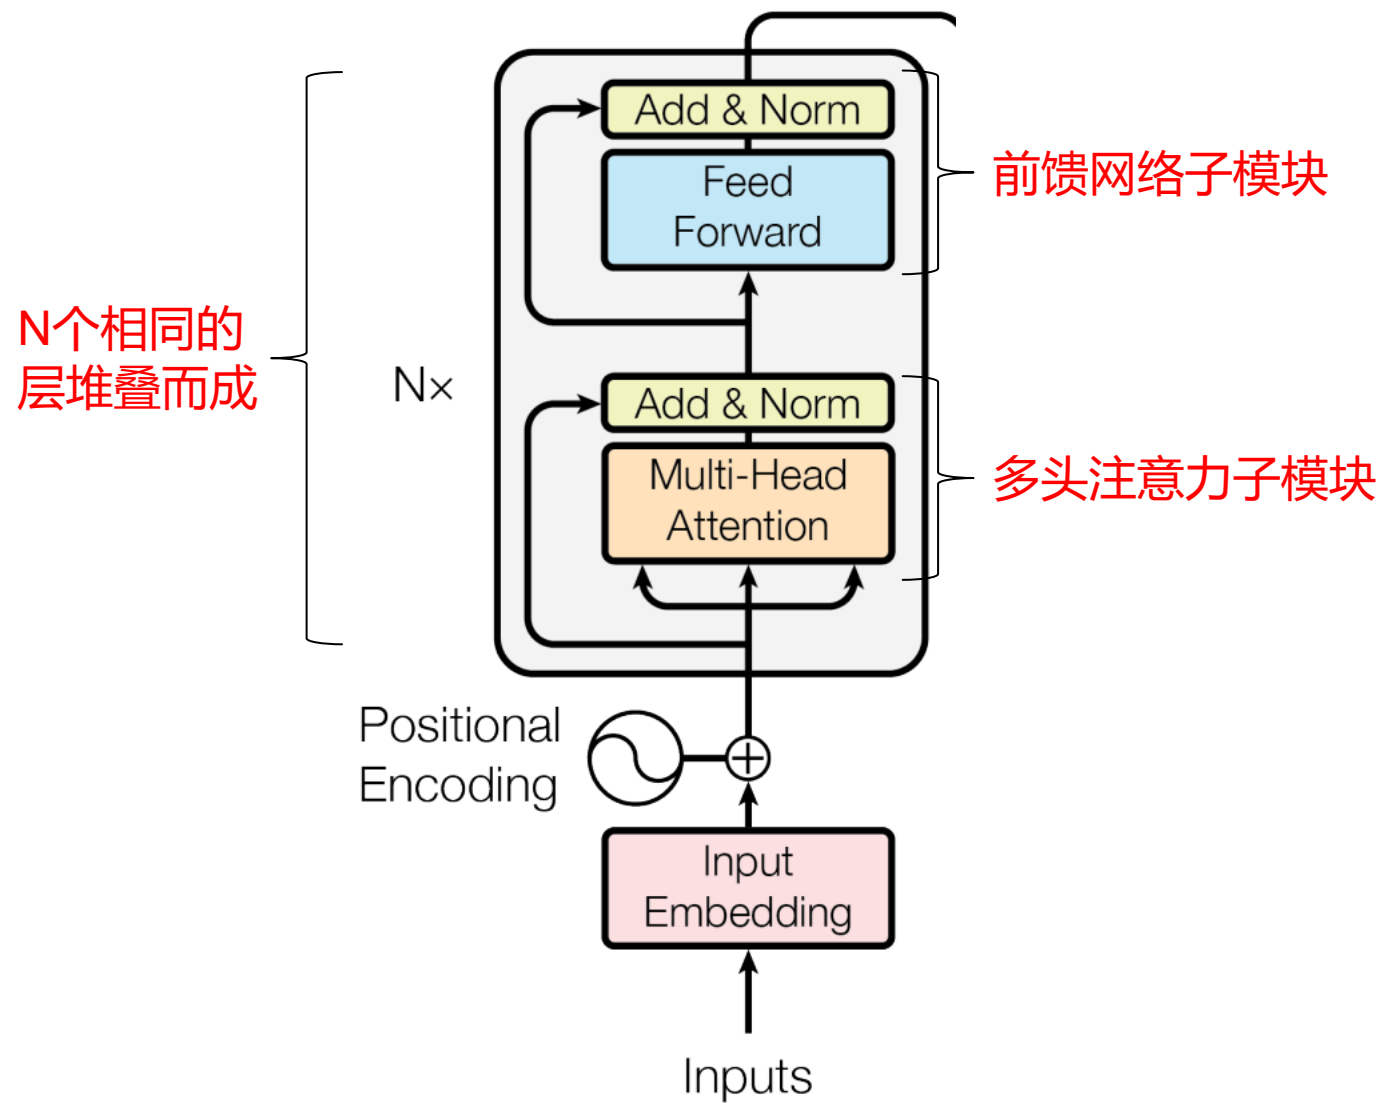 Add & Norm
Feed
Forward
前馈网络子模块
N个相同的
层堆叠而成
N×
Add & Norm
Multi-Head
Attention
多头注意力子模块
Positional
Encoding
Input
Embedding
Inputs